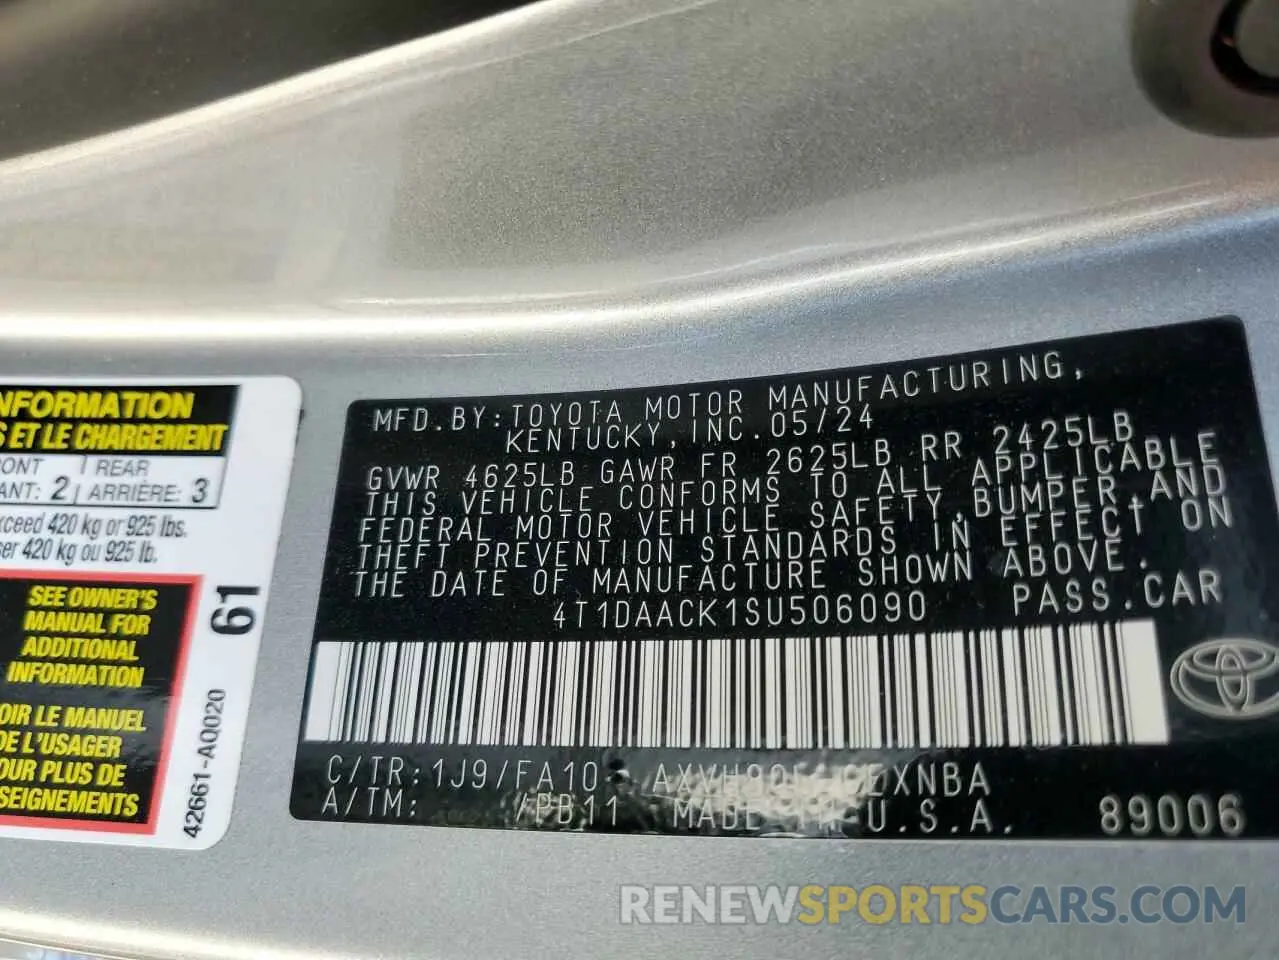 NFORMATION
S ET LE CHARGEMENT
ONT 2 REAR 3
ANT: ARRIÈRE:
xceed 420 kg or 925 lbs.
ser 420 kg ou 925 lb.
SEE OWNER'S
MANUAL FOR
ADDITIONAL
INFORMATION
OIR LE MANUEL
DE L'USAGER
OUR PLUS DE
SEIGNEMENTS
61
42661-AQ020
MFD. BY: TOYOTA MOTOR MANUFACTURING,
KENTUCKY, INC. 05/24
GVWR 4625LB GAWR FR 2625LB RR 2425LB
THIS VEHICLE CONFORMS TO ALL APPLICABLE
FEDERAL MOTOR VEHICLE SAFETY, BUMPER, AND
THEFT PREVENTION STANDARDS IN EFFECT ON
THE DATE OF MANUFACTURE SHOWN ABOVE.
4T1DAACK1SU506090 PASS. CAR
C/TR: 1J9/FA10
A/TM: /PB11 MADE IN U.S.A. 89006
RENEWSPORTSCARS.COM